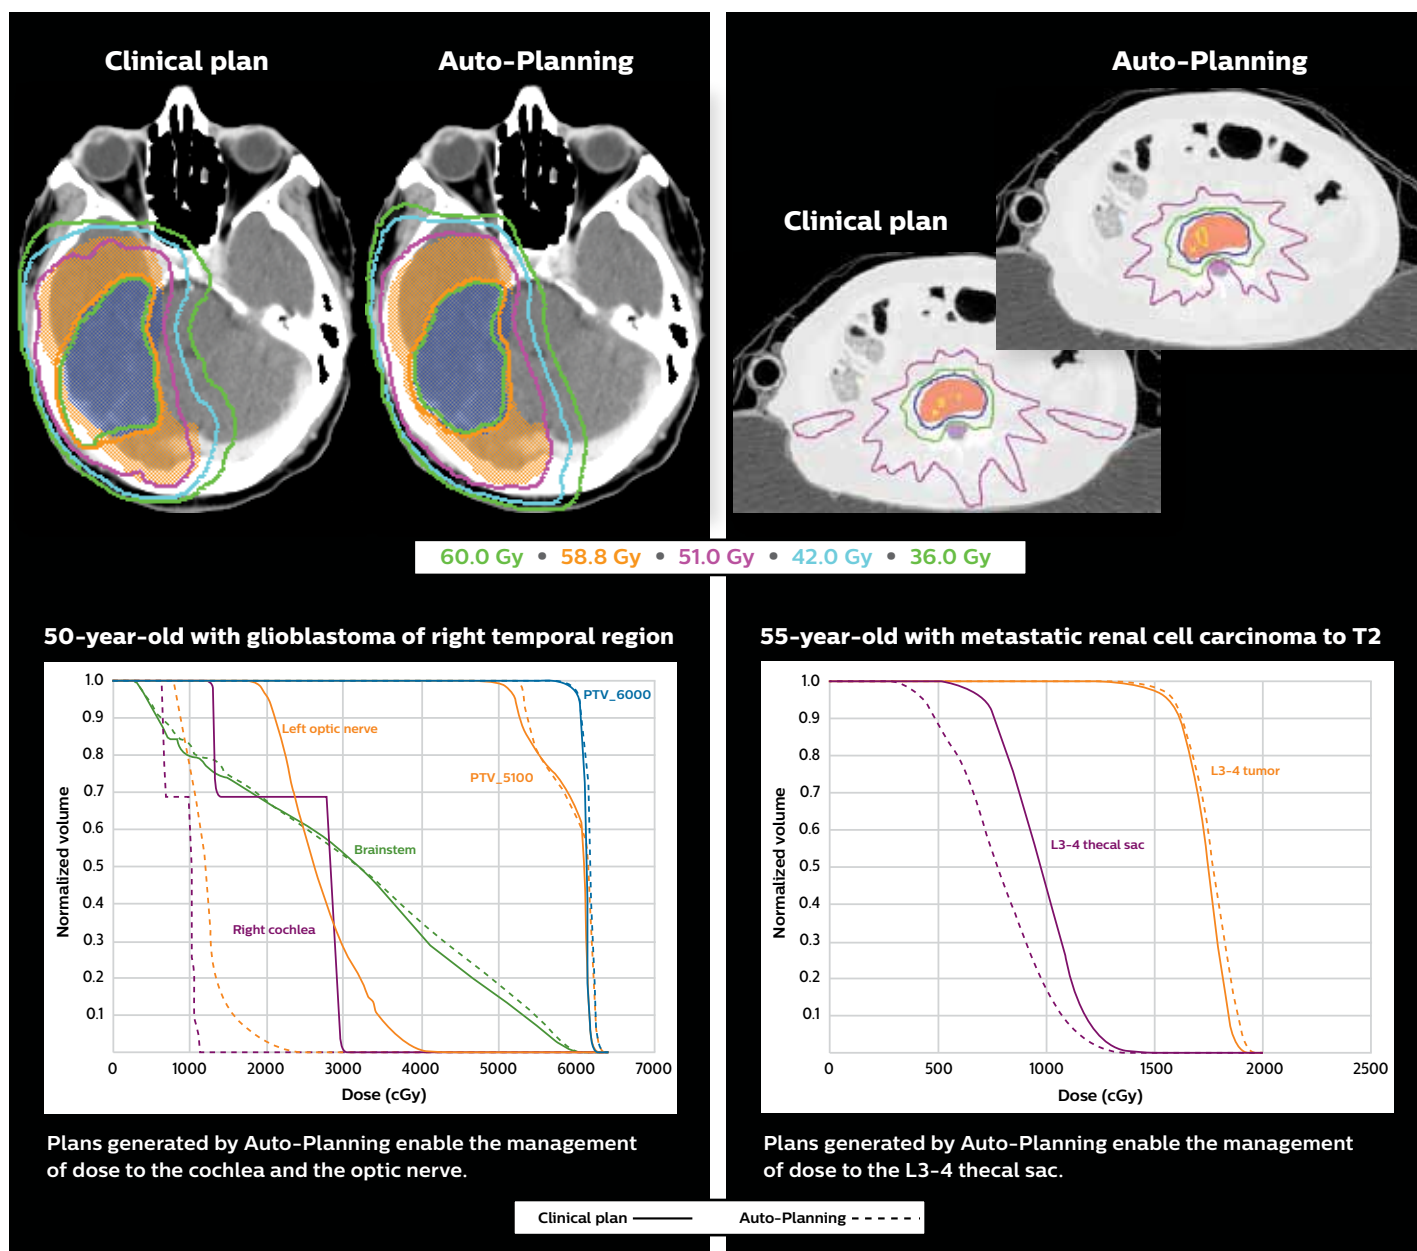 Clinical plan
Auto-Planning
Auto-Planning
Clinical plan
60.0 Gy • 58.8 Gy • 51.0 Gy • 42.0 Gy • 36.0 Gy
50-year-old with glioblastoma of right temporal region
1.0
0.9
0.8
0.7
0.6
0.5
0.4
0.3
0.2
0.1
Normalized volume
PTV_6000
Left optic nerve
PTV_5100
Brainstem
Right cochlea
0 1000 2000 3000 4000 5000 6000 7000
Dose (cGy)
Plans generated by Auto-Planning enable the management
of dose to the cochlea and the optic nerve.
55-year-old with metastatic renal cell carcinoma to T2
1.0
0.9
0.8
0.7
0.6
0.5
0.4
0.3
0.2
0.1
Normalized volume
L3-4 tumor
L3-4 thecal sac
0 500 1000 1500 2000 2500
Dose (cGy)
Plans generated by Auto-Planning enable the management
of dose to the L3-4 thecal sac.
Clinical plan
Auto-Planning